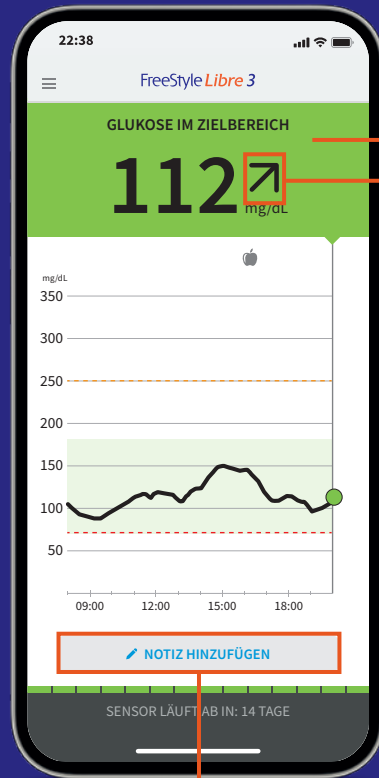 22:38
FreeStyle Libre 3
GLUKOSE IM ZIELBEREICH
112
mg/dL
mg/dL
350
300
250
200
150
100
50
09:00 12:00 15:00 18:00
NOTIZ HINZUFÜGEN
SENSOR LÄUFT AB IN: 14 TAGE